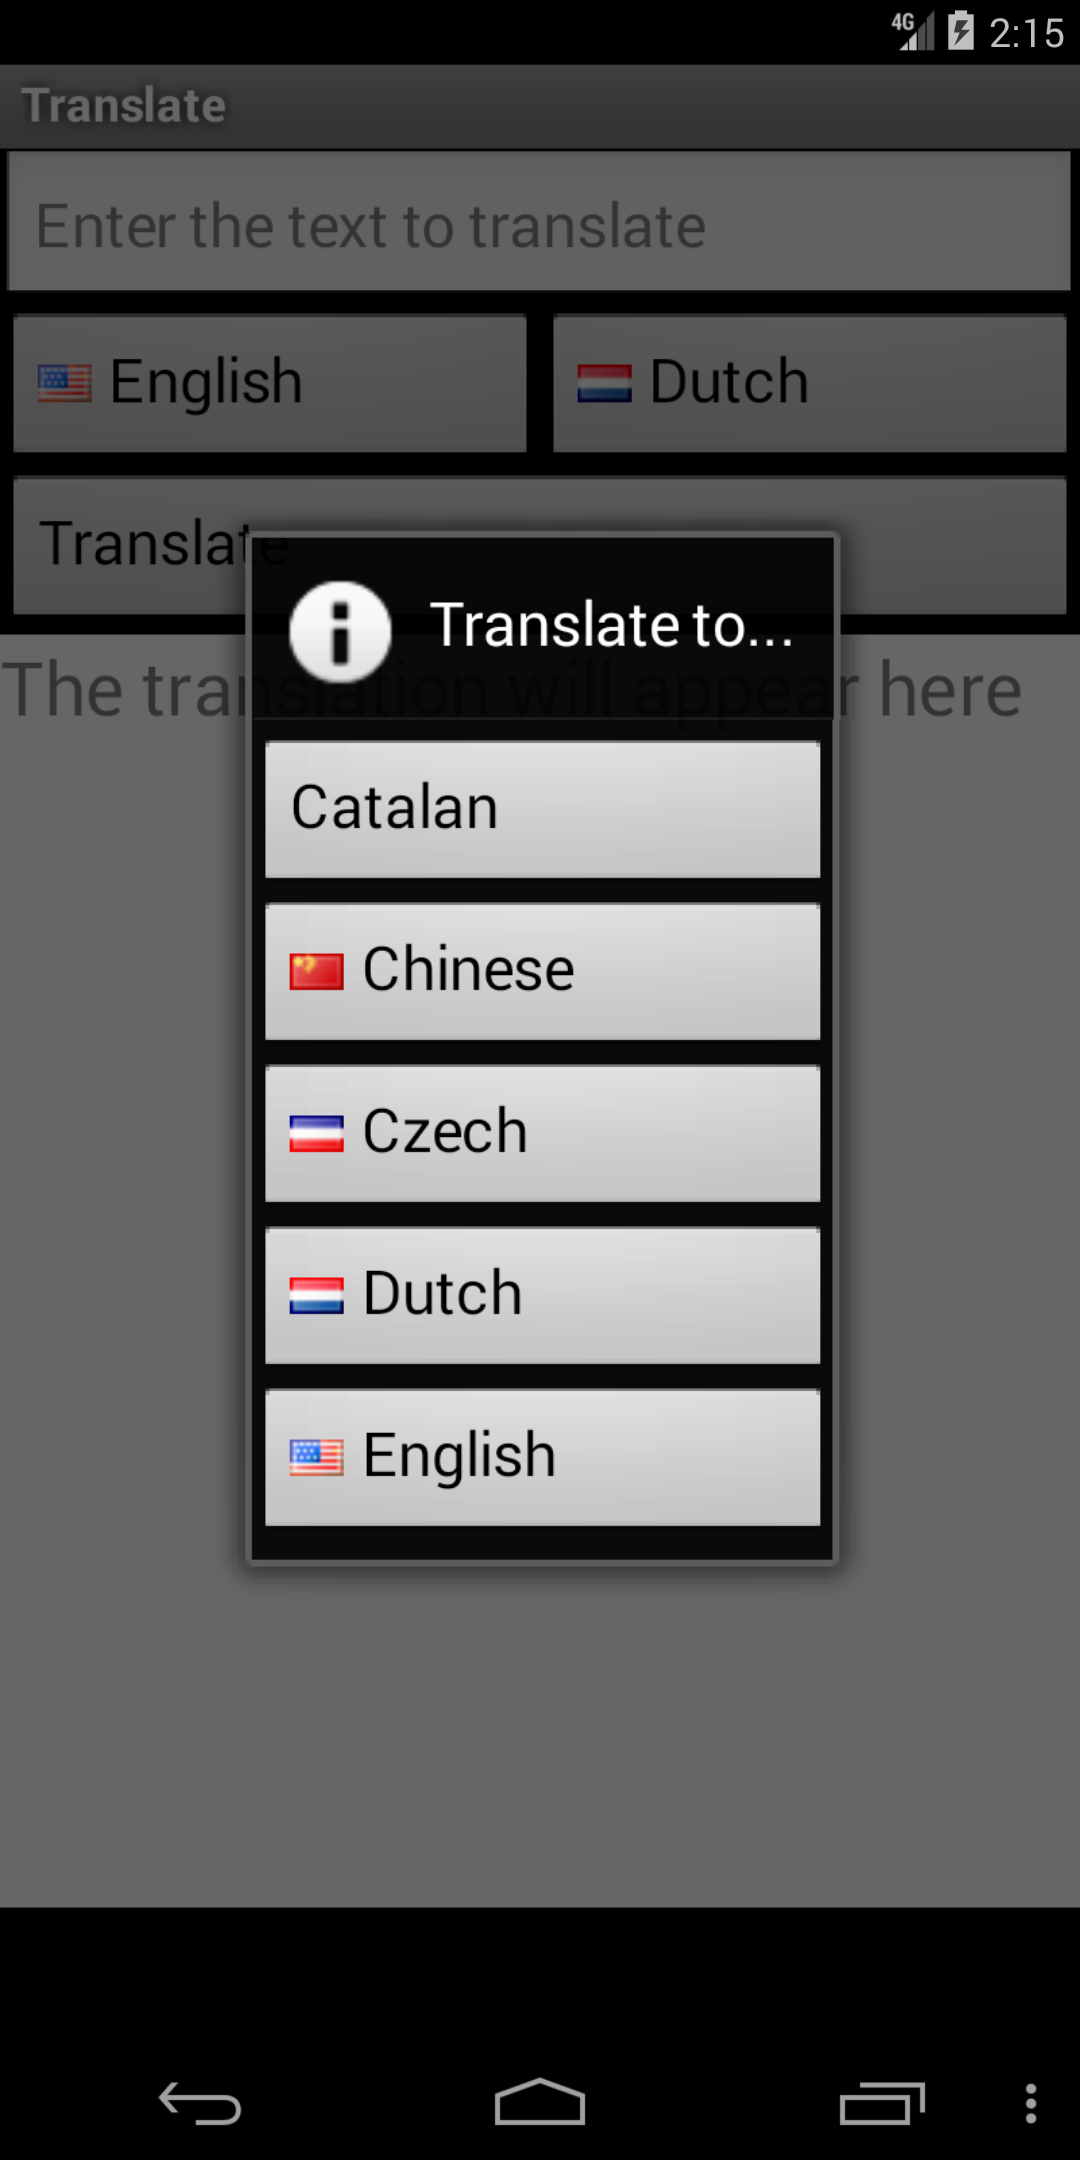 4G 2:15
Translate
Enter the text to translate
English Dutch
Translate
Translate to...
The translation will appear here
Catalan
Chinese
Czech
Dutch
English